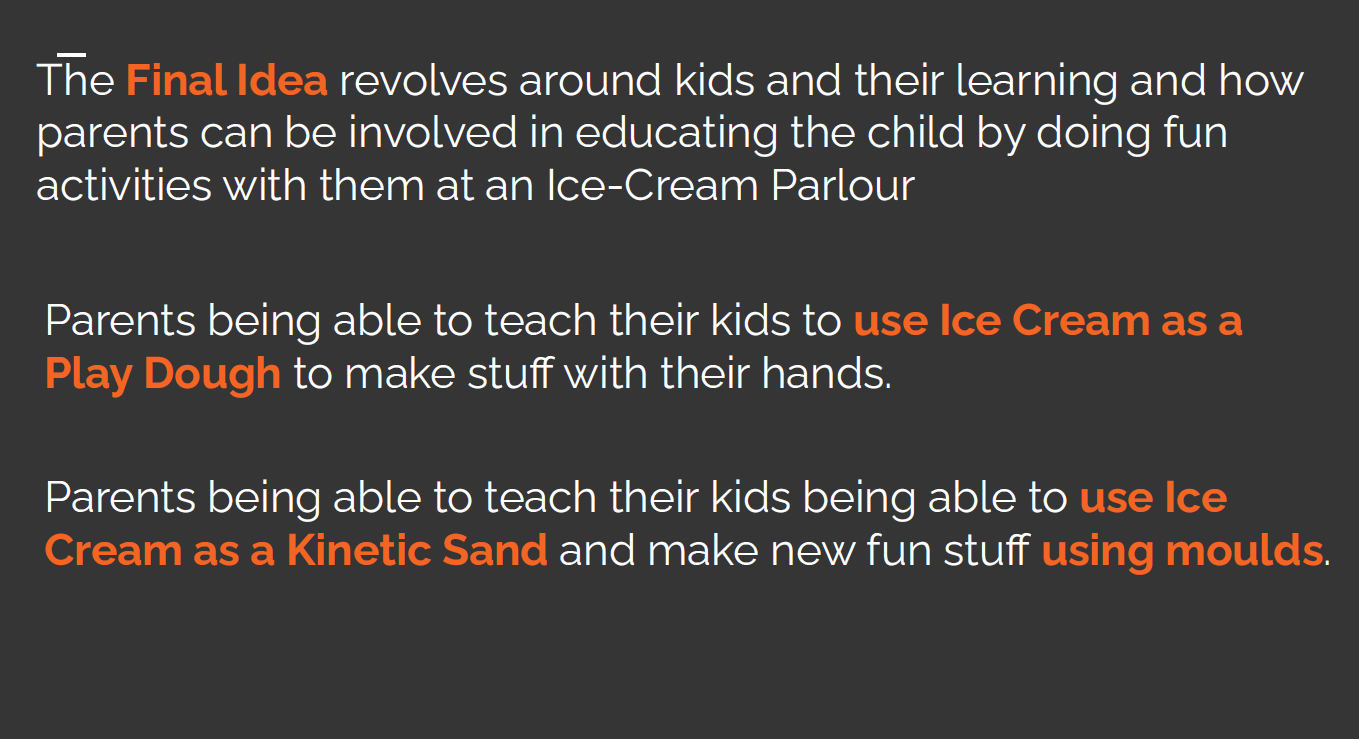 The Final Idea revolves around kids and their learning and how
parents can be involved in educating the child by doing fun
activities with them at an Ice-Cream Parlour
Parents being able to teach their kids to use Ice Cream as a
Play Dough to make stuff with their hands.
Parents being able to teach their kids being able to use Ice
Cream as a Kinetic Sand and make new fun stuff using moulds.